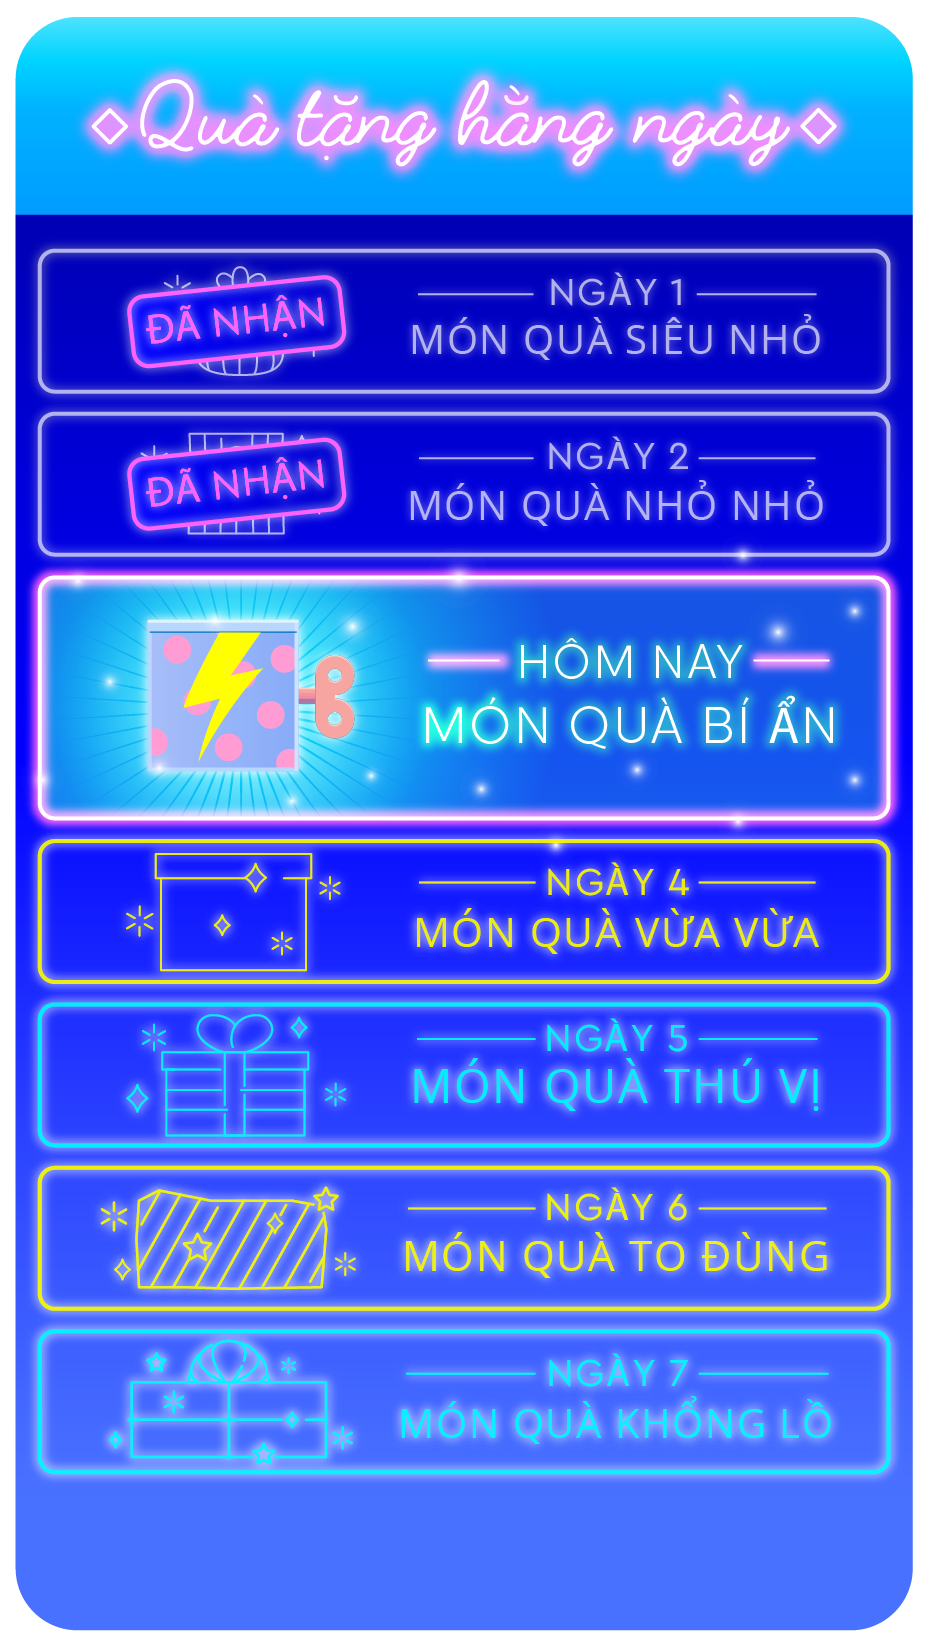 Quà tặng hằng ngày
ĐÃ NHẬN
NGÀY 1
MÓN QUÀ SIÊU NHỎ
ĐÃ NHẬN
NGÀY 2
MÓN QUÀ NHỎ NHỎ
HÔM NAY
MÓN QUÀ BÍ ẨN
NGÀY 4
MÓN QUÀ VỪA VỪA
NGÀY 5
MÓN QUÀ THÚ VỊ
NGÀY 6
MÓN QUÀ TO ĐÙNG
NGÀY 7
MÓN QUÀ KHỔNG LỒ